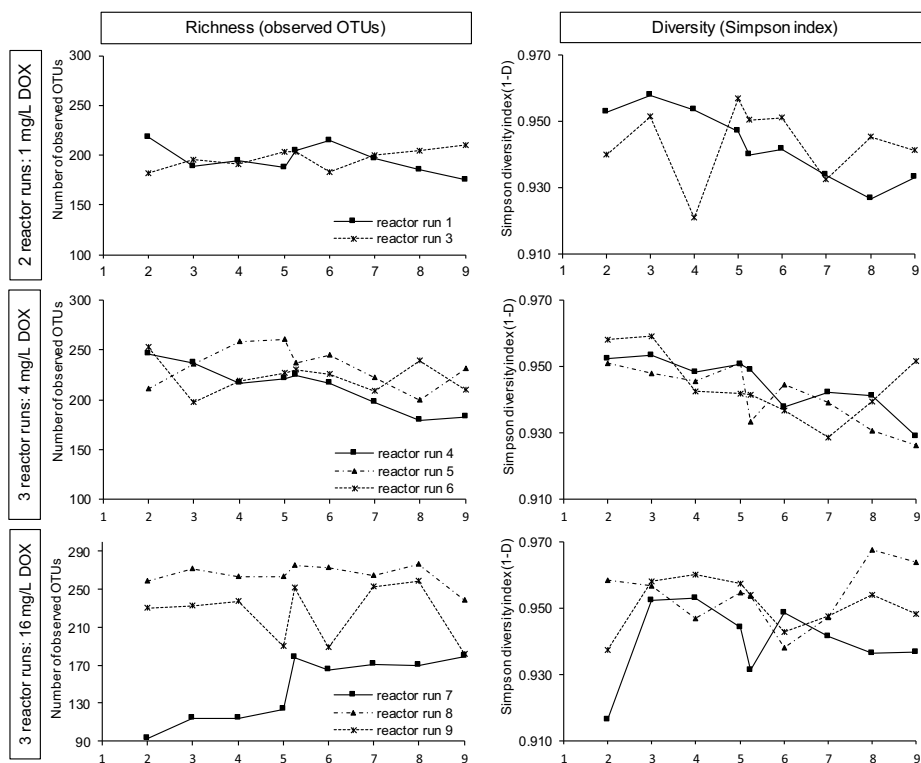 Richness (observed OTUs)
Diversity (Simpson index)
2 reactor runs: 1 mg/L DOX
Number of observed OTUs
300
250
200
150
100
1 2 3 4 5 6 7 8 9
reactor run 1
reactor run 3
Simpson diversity index (1-D)
0.970
0.950
0.930
0.910
1 2 3 4 5 6 7 8 9
3 reactor runs: 4 mg/L DOX
Number of observed OTUs
300
250
200
150
100
1 2 3 4 5 6 7 8 9
reactor run 4
reactor run 5
reactor run 6
Simpson diversity index (1-D)
0.970
0.950
0.930
0.910
1 2 3 4 5 6 7 8 9
3 reactor runs: 16 mg/L DOX
Number of observed OTUs
290
250
210
170
130
90
1 2 3 4 5 6 7 8 9
reactor run 7
reactor run 8
reactor run 9
Simpson diversity index (1-D)
0.970
0.950
0.930
0.910
1 2 3 4 5 6 7 8 9